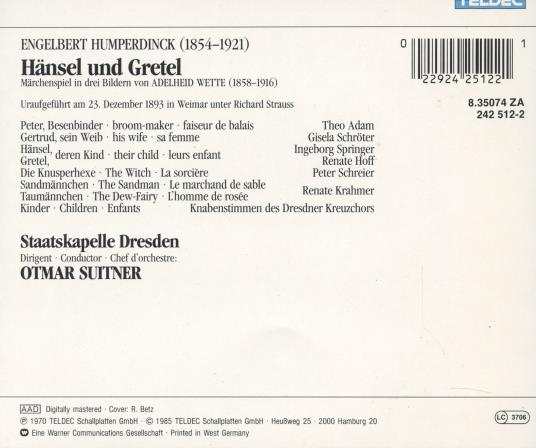 TELDEC
ENGELBERT HUMPERDINCK (1854–1921)
Hänsel und Gretel
Märchenspiel in drei Bildern von ADELHEID WETTE (1858–1916)
Uraufgeführt am 23. Dezember 1893 in Weimar unter Richard Strauss
0 22924 25122 1
8.35074 ZA
242 512-2
Peter, Besenbinder · broom-maker · faiseur de balais Theo Adam
Gertrud, sein Weib · his wife · sa femme Gisela Schröter
Hänsel, Ingeborg Springer
deren Kind · their child · leurs enfant
Gretel, Renate Hoff
Die Knusperhexe · The Witch · La sorcière Peter Schreier
Sandmännchen · The Sandman · Le marchand de sable
Renate Krahmer
Taumännchen · The Dew-Fairy · L'homme de rosée
Kinder · Children · Enfants Knabenstimmen des Dresdner Kreuzchors
Staatskapelle Dresden
Dirigent · Conductor · Chef d'orchestre:
OTMAR SUITNER
AAD Digitally mastered · Cover: R. Betz
℗ 1970 TELDEC Schallplatten GmbH · © 1985 TELDEC Schallplatten GmbH · Heußweg 25 · 2000 Hamburg 20
Eine Warner Communications Gesellschaft · Printed in West Germany
LC 3706